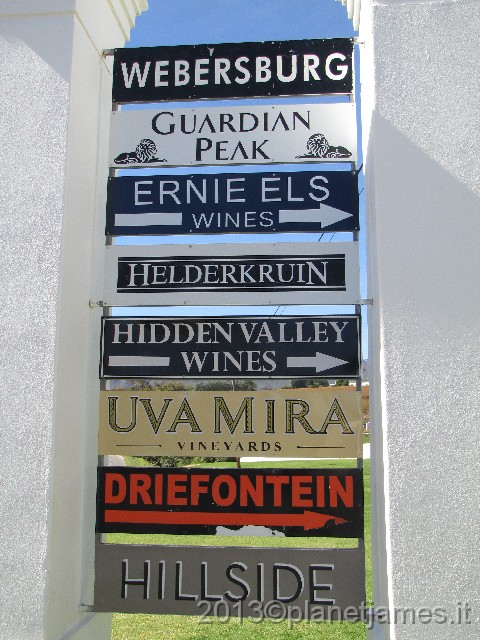 WEBERSBURG
GUARDIAN
PEAK
ERNIE ELS
WINES
HELDERKRUIN
HIDDEN VALLEY
WINES
UVA MIRA
VINEYARDS
DRIEFONTEIN
HILLSIDE
2013©planetjames.it